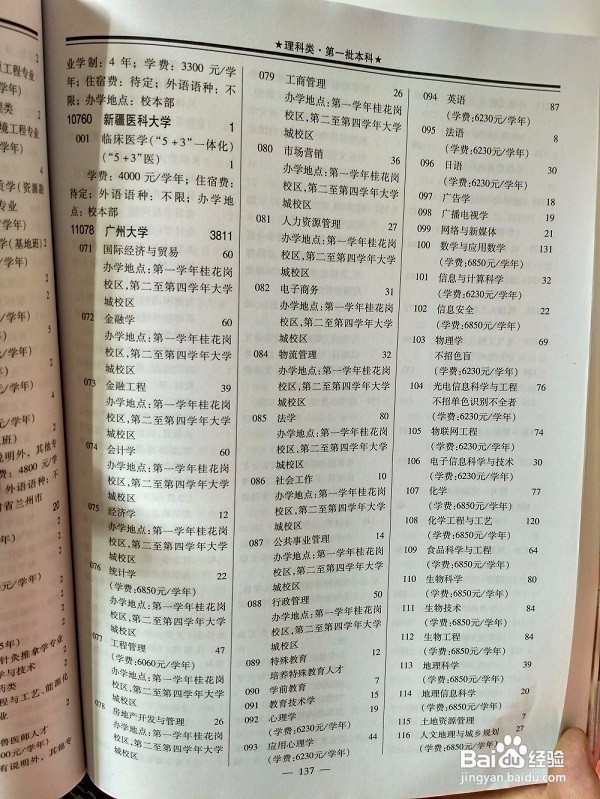 ★理科类·第一批本科★
业学制:4年;学费:3300元/学
年;住宿费:待定;外语语种:不
限;办学地点:校本部
10760 新疆医科大学 1
001 临床医学(“5+3”一体化)
(“5+3”医) 1
学费:4000元/学年;住宿费:
待定;外语语种:不限;办学地
点:校本部
11078 广州大学 3811
071 国际经济与贸易 60
办学地点:第一学年桂花岗
校区,第二至第四学年大学
城校区
072 金融学 60
办学地点:第一学年桂花岗
校区,第二至第四学年大学
城校区
073 金融工程 39
办学地点:第一学年桂花岗
校区,第二至第四学年大学
城校区
074 会计学 60
办学地点:第一学年桂花岗
校区,第二至第四学年大学
城校区
075 经济学 12
办学地点:第一学年桂花岗
校区,第二至第四学年大学
城校区
076 统计学 22
(学费:6850元/学年)
办学地点:第一学年桂花岗
校区,第二至第四学年大学
城校区
077 工程管理 47
(学费:6060元/学年)
办学地点:第一学年桂花岗
校区,第二至第四学年大学
城校区
078 房地产开发与管理 26
办学地点:第一学年桂花岗
校区,第二至第四学年大学
城校区
079 工商管理 26
办学地点:第一学年桂花岗
校区,第二至第四学年大学
城校区
080 市场营销 36
办学地点:第一学年桂花岗
校区,第二至第四学年大学
城校区
081 人力资源管理 27
办学地点:第一学年桂花岗
校区,第二至第四学年大学
城校区
082 电子商务 31
办学地点:第一学年桂花岗
校区,第二至第四学年大学
城校区
084 物流管理 32
办学地点:第一学年桂花岗
校区,第二至第四学年大学
城校区
085 法学 80
办学地点:第一学年桂花岗
校区,第二至第四学年大学
城校区
086 社会工作 10
办学地点:第一学年桂花岗
校区,第二至第四学年大学
城校区
087 公共事业管理 14
办学地点:第一学年桂花岗
校区,第二至第四学年大学
城校区
088 行政管理 50
办学地点:第一学年桂花岗
校区,第二至第四学年大学
城校区
089 特殊教育 12
培养特殊教育人才
090 学前教育 7
091 教育技术学 15
092 心理学 19
(学费:6230元/学年)
093 应用心理学 44
(学费:6230元/学年)
094 英语 87
(学费:6230元/学年)
095 法语 8
(学费:6230元/学年)
096 日语 30
(学费:6230元/学年)
097 广告学 18
098 广播电视学 19
099 网络与新媒体 21
100 数学与应用数学 131
(学费:6850元/学年)
101 信息与计算科学 32
(学费:6230元/学年)
102 信息安全 22
(学费:6850元/学年)
103 物理学 69
不招色盲
(学费:6230元/学年)
104 光电信息科学与工程 76
不招单色识别不全者
(学费:6230元/学年)
105 物联网工程 74
(学费:6230元/学年)
106 电子信息科学与技术 30
(学费:6230元/学年)
107 化学 77
(学费:6850元/学年)
108 化学工程与工艺 120
(学费:6850元/学年)
109 食品科学与工程 64
(学费:6850元/学年)
110 生物科学 80
(学费:6850元/学年)
111 生物技术 84
(学费:6850元/学年)
112 生物工程 84
(学费:6850元/学年)
113 地理科学 39
(学费:6850元/学年)
114 地理信息科学 20
(学费:6850元/学年)
115 土地资源管理 7
116 人文地理与城乡规划 27
(学费:6850元/学年)
— 137 —
Bai百度经验
jingyan.baidu.com